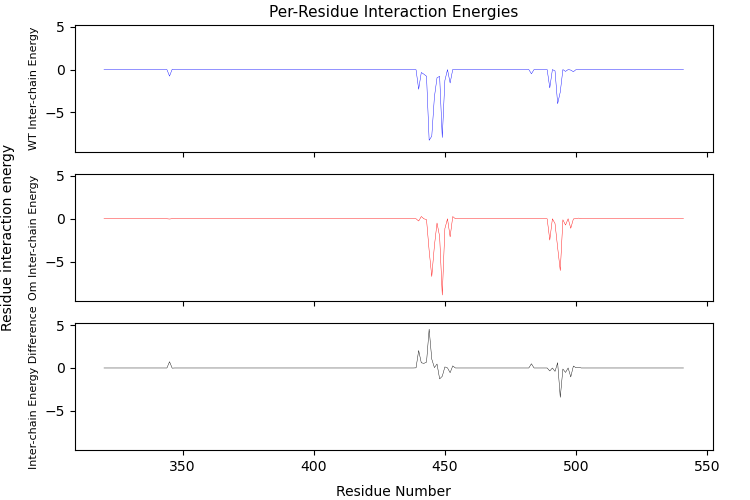 Per-Residue Interaction Energies
Residue interaction energy
WT Inter-chain Energy
5
0
−5
Om Inter-chain Energy
5
0
−5
Inter-chain Energy Difference
5
0
−5
350
400
450
500
550
Residue Number